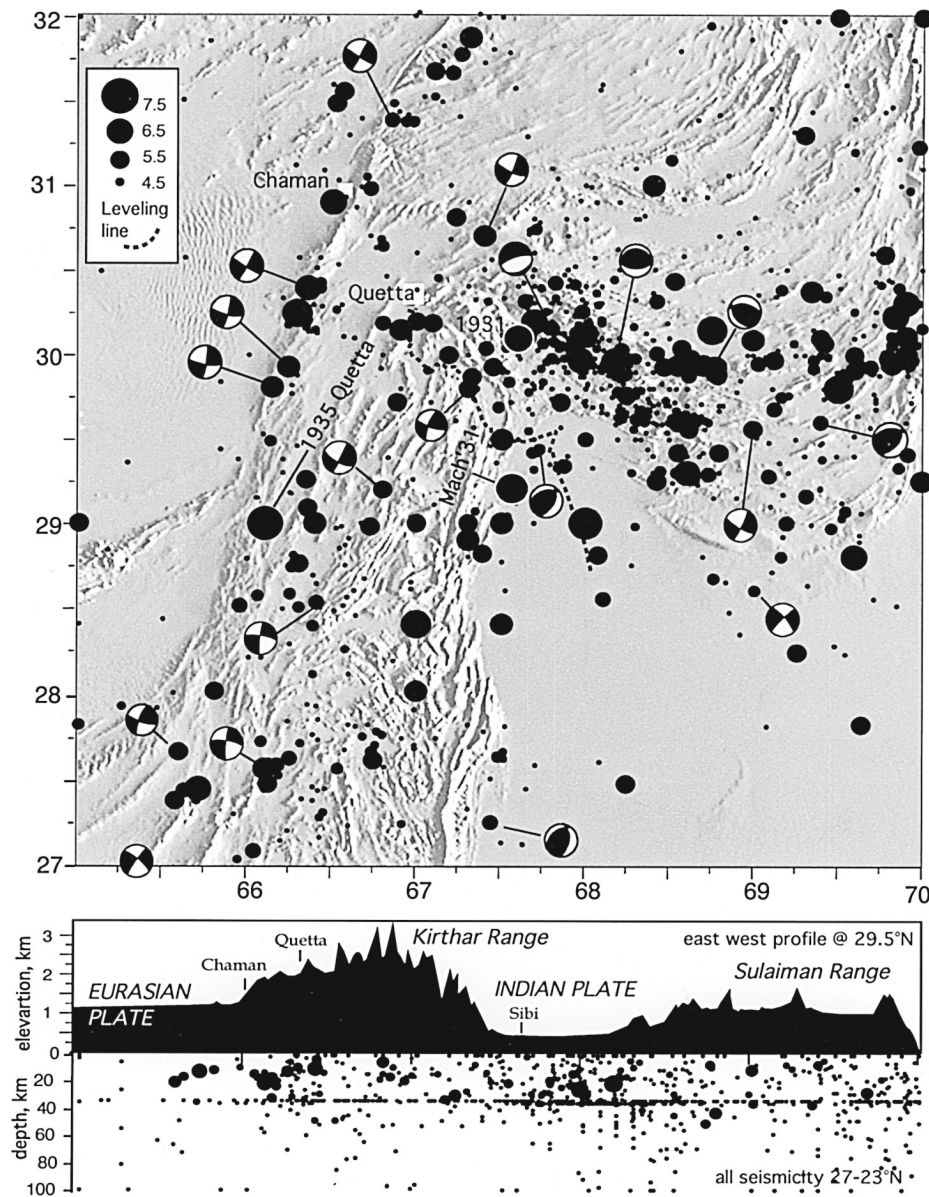 32
7.5
6.5
5.5
4.5
Leveling
line
31
Chaman
Quetta
1931
30
1935 Quetta
Mach'31
29
28
27
66
67
68
69
70
3
2
1
0
elevartion, km
Chaman
Quetta
Kirthar Range
east west profile @ 29.5°N
Sulaiman Range
EURASIAN
PLATE
INDIAN PLATE
Sibi
20
40
60
80
100
depth, km
all seismicity 27-23°N